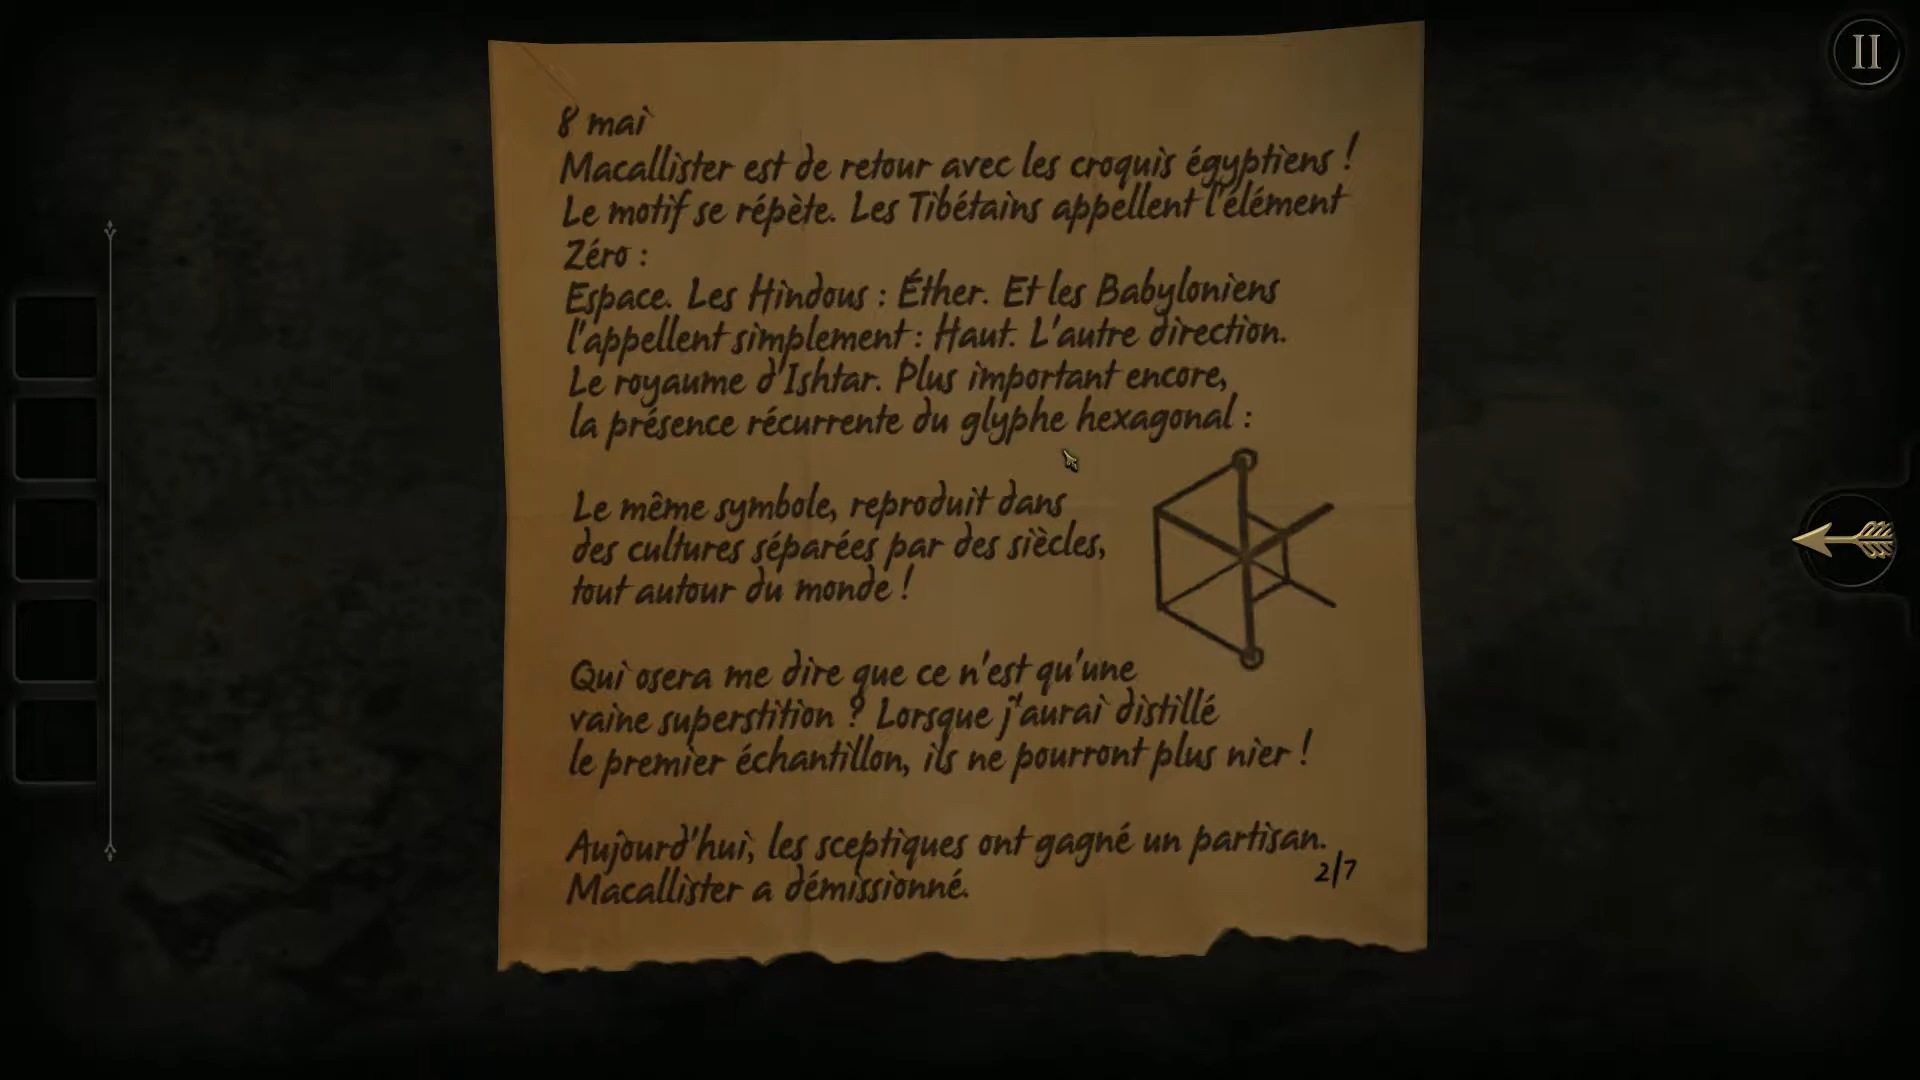 8 mai
Macallister est de retour avec les croquis égyptiens !
Le motif se répète. Les Tibétains appellent l'élément
Zéro :
Espace. Les Hindous : Éther. Et les Babyloniens
l'appellent simplement : Haut. L'autre direction.
Le royaume d'Ishtar. Plus important encore,
la présence récurrente du glyphe hexagonal :
Le même symbole, reproduit dans
des cultures séparées par des siècles,
tout autour du monde !
Qui osera me dire que ce n'est qu'une
vaine superstition ? Lorsque j'aurai distillé
le premier échantillon, ils ne pourront plus nier !
Aujourd'hui, les sceptiques ont gagné un partisan.
Macallister a démissionné.
2/7